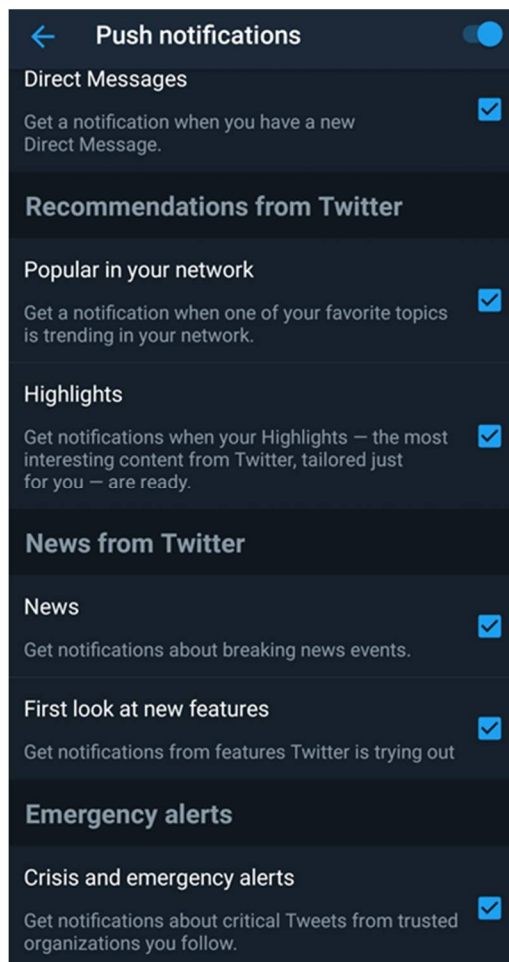 Push notifications
Direct Messages
Get a notification when you have a new
Direct Message.
Recommendations from Twitter
Popular in your network
Get a notification when one of your favorite topics
is trending in your network.
Highlights
Get notifications when your Highlights — the most
interesting content from Twitter, tailored just
for you — are ready.
News from Twitter
News
Get notifications about breaking news events.
First look at new features
Get notifications from features Twitter is trying out
Emergency alerts
Crisis and emergency alerts
Get notifications about critical Tweets from trusted
organizations you follow.